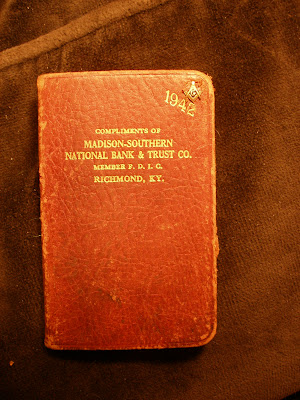 1942
COMPLIMENTS OF
MADISON-SOUTHERN
NATIONAL BANK & TRUST CO.
MEMBER F. D. I. C.
RICHMOND, KY.